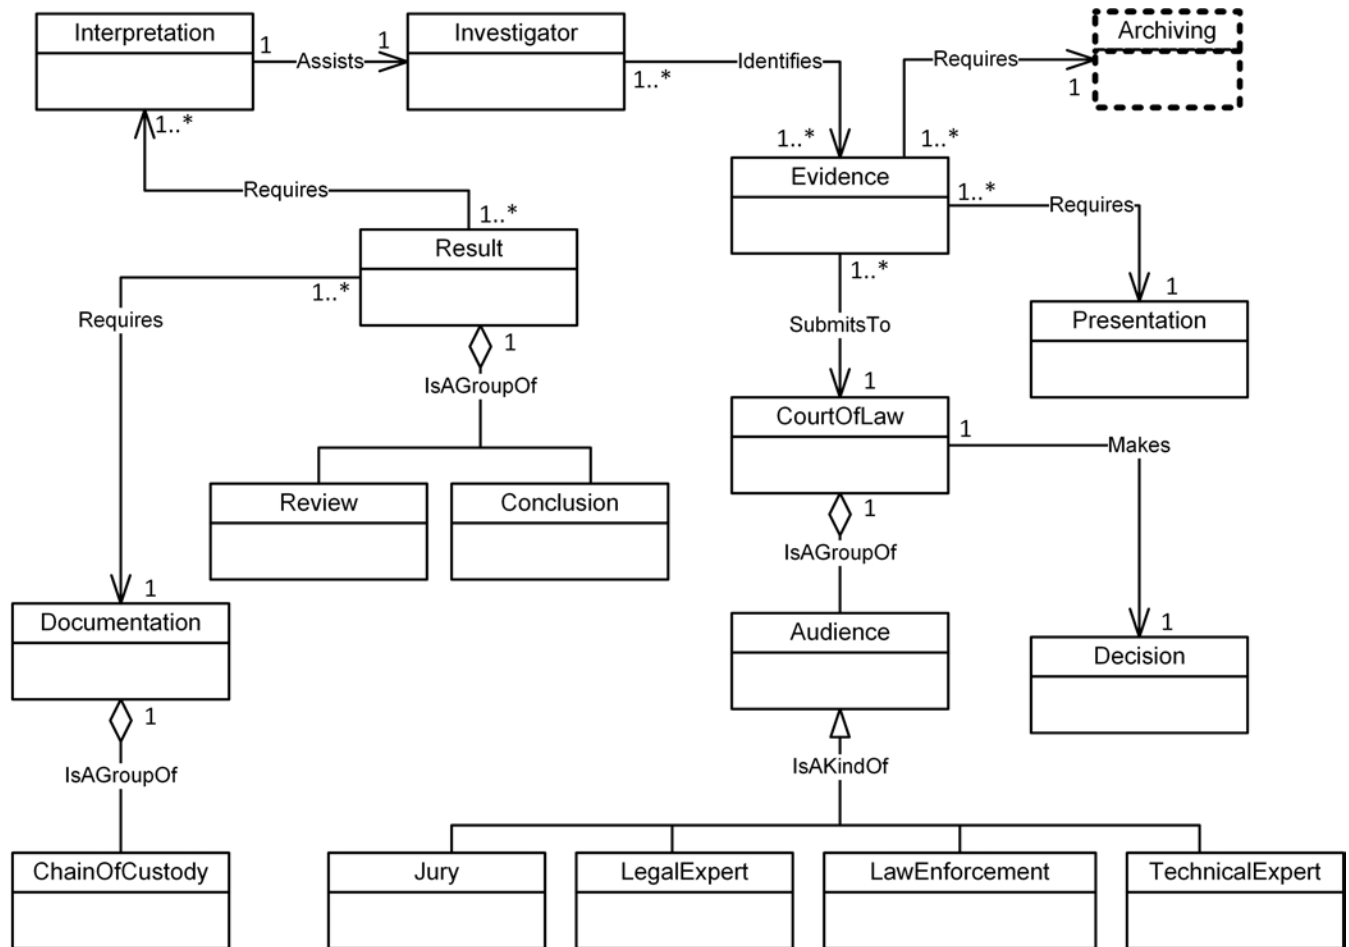 Interpretation
1
Assists
1
Investigator
1..*
Identifies
1..*
Requires
1
Archiving
1..*
1..*
Evidence
1..*
Requires
1
Presentation
1..*
Requires
1..*
Result
1..*
Requires
1
IsAGroupOf
Review
Conclusion
1..*
SubmitsTo
1
CourtOfLaw
1
Makes
1
IsAGroupOf
1
Documentation
Audience
1
Decision
1
IsAGroupOf
IsAKindOf
ChainOfCustody
Jury
LegalExpert
LawEnforcement
TechnicalExpert